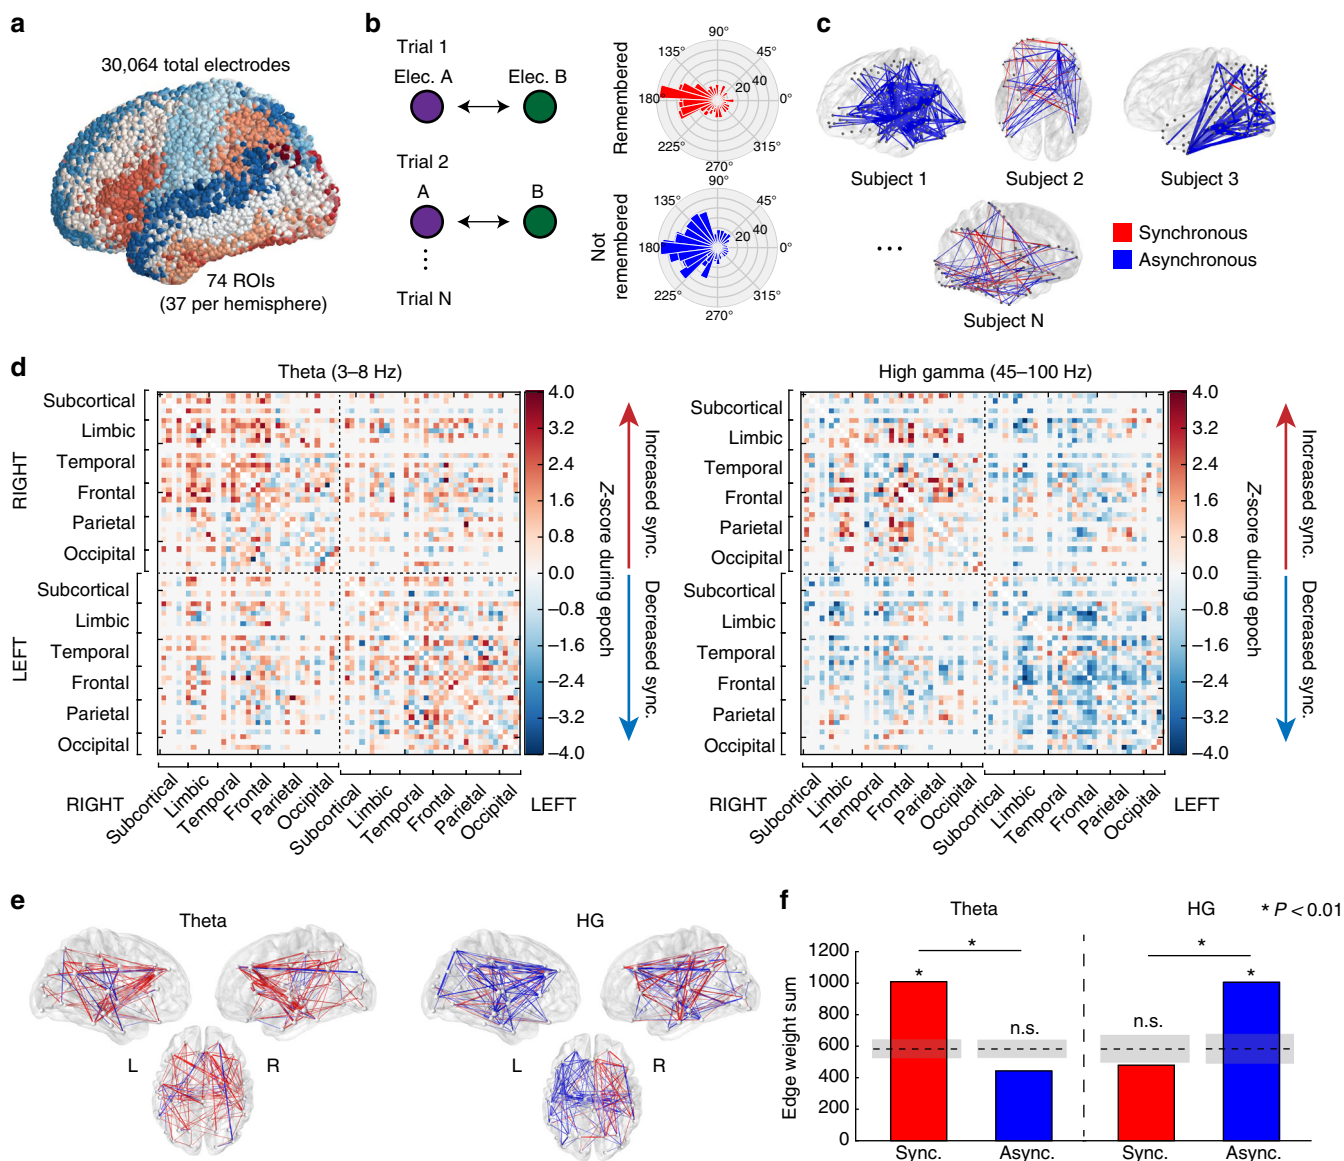 a
30,064 total electrodes
74 ROIs
(37 per hemisphere)
b
Trial 1
Elec. A
Elec. B
Trial 2
A
B
Trial N
Remembered
90°
45°
0°
315°
270°
225°
180°
135°
20
40
Not
remembered
90°
45°
0°
315°
270°
225°
180°
135°
20
40
c
Subject 1
Subject 2
Subject 3
...
Subject N
Synchronous
Asynchronous
d
Theta (3–8 Hz)
RIGHT
Subcortical
Limbic
Temporal
Frontal
Parietal
Occipital
LEFT
Subcortical
Limbic
Temporal
Frontal
Parietal
Occipital
RIGHT
Subcortical
Limbic
Temporal
Frontal
Parietal
Occipital
Subcortical
Limbic
Temporal
Frontal
Parietal
Occipital
LEFT
4.0
3.2
2.4
1.6
0.8
0.0
−0.8
−1.6
−2.4
−3.2
−4.0
Z-score during epoch
Increased sync.
Decreased sync.
High gamma (45–100 Hz)
RIGHT
Subcortical
Limbic
Temporal
Frontal
Parietal
Occipital
LEFT
Subcortical
Limbic
Temporal
Frontal
Parietal
Occipital
RIGHT
Subcortical
Limbic
Temporal
Frontal
Parietal
Occipital
Subcortical
Limbic
Temporal
Frontal
Parietal
Occipital
LEFT
4.0
3.2
2.4
1.6
0.8
0.0
−0.8
−1.6
−2.4
−3.2
−4.0
Z-score during epoch
Increased sync.
Decreased sync.
e
Theta
L
R
HG
L
R
f
Theta
HG
* P < 0.01
Edge weight sum
1200
1000
800
600
400
200
0
*
*
n.s.
n.s.
*
*
Sync.
Async.
Sync.
Async.